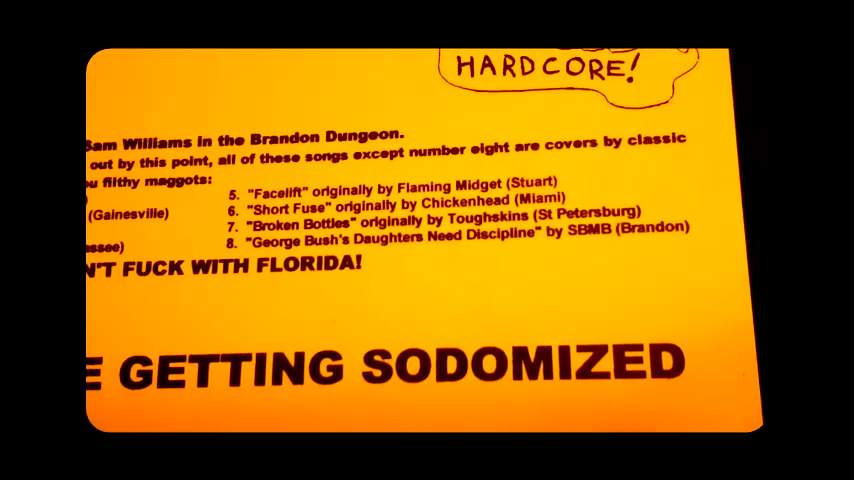 HARDCORE!
Sam Williams in the Brandon Dungeon.
out by this point, all of these songs except number eight are covers by classic
filthy maggots:
5. "Facelift" originally by Flaming Midget (Stuart)
(Gainesville)
6. "Short Fuse" originally by Chickenhead (Miami)
7. "Broken Bottles" originally by Toughskins (St Petersburg)
8. "George Bush's Daughters Need Discipline" by SBMB (Brandon)
FUCK WITH FLORIDA!
GETTING SODOMIZED